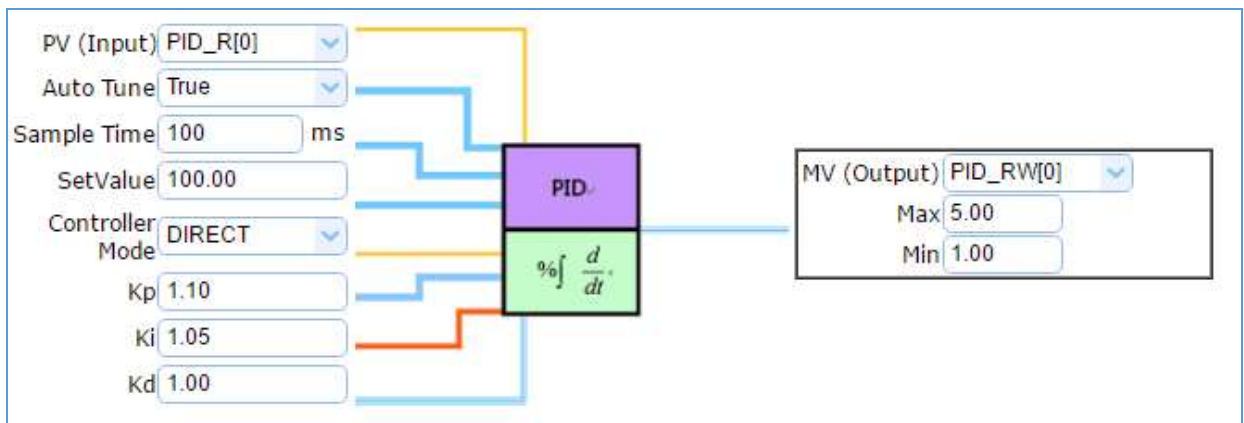 PV (Input) PID_R[0]
Auto Tune True
Sample Time 100 ms
SetValue 100.00
Controller
Mode DIRECT
Kp 1.10
Ki 1.05
Kd 1.00
PID
%∫ d/dt
MV (Output) PID_RW[0]
Max 5.00
Min 1.00